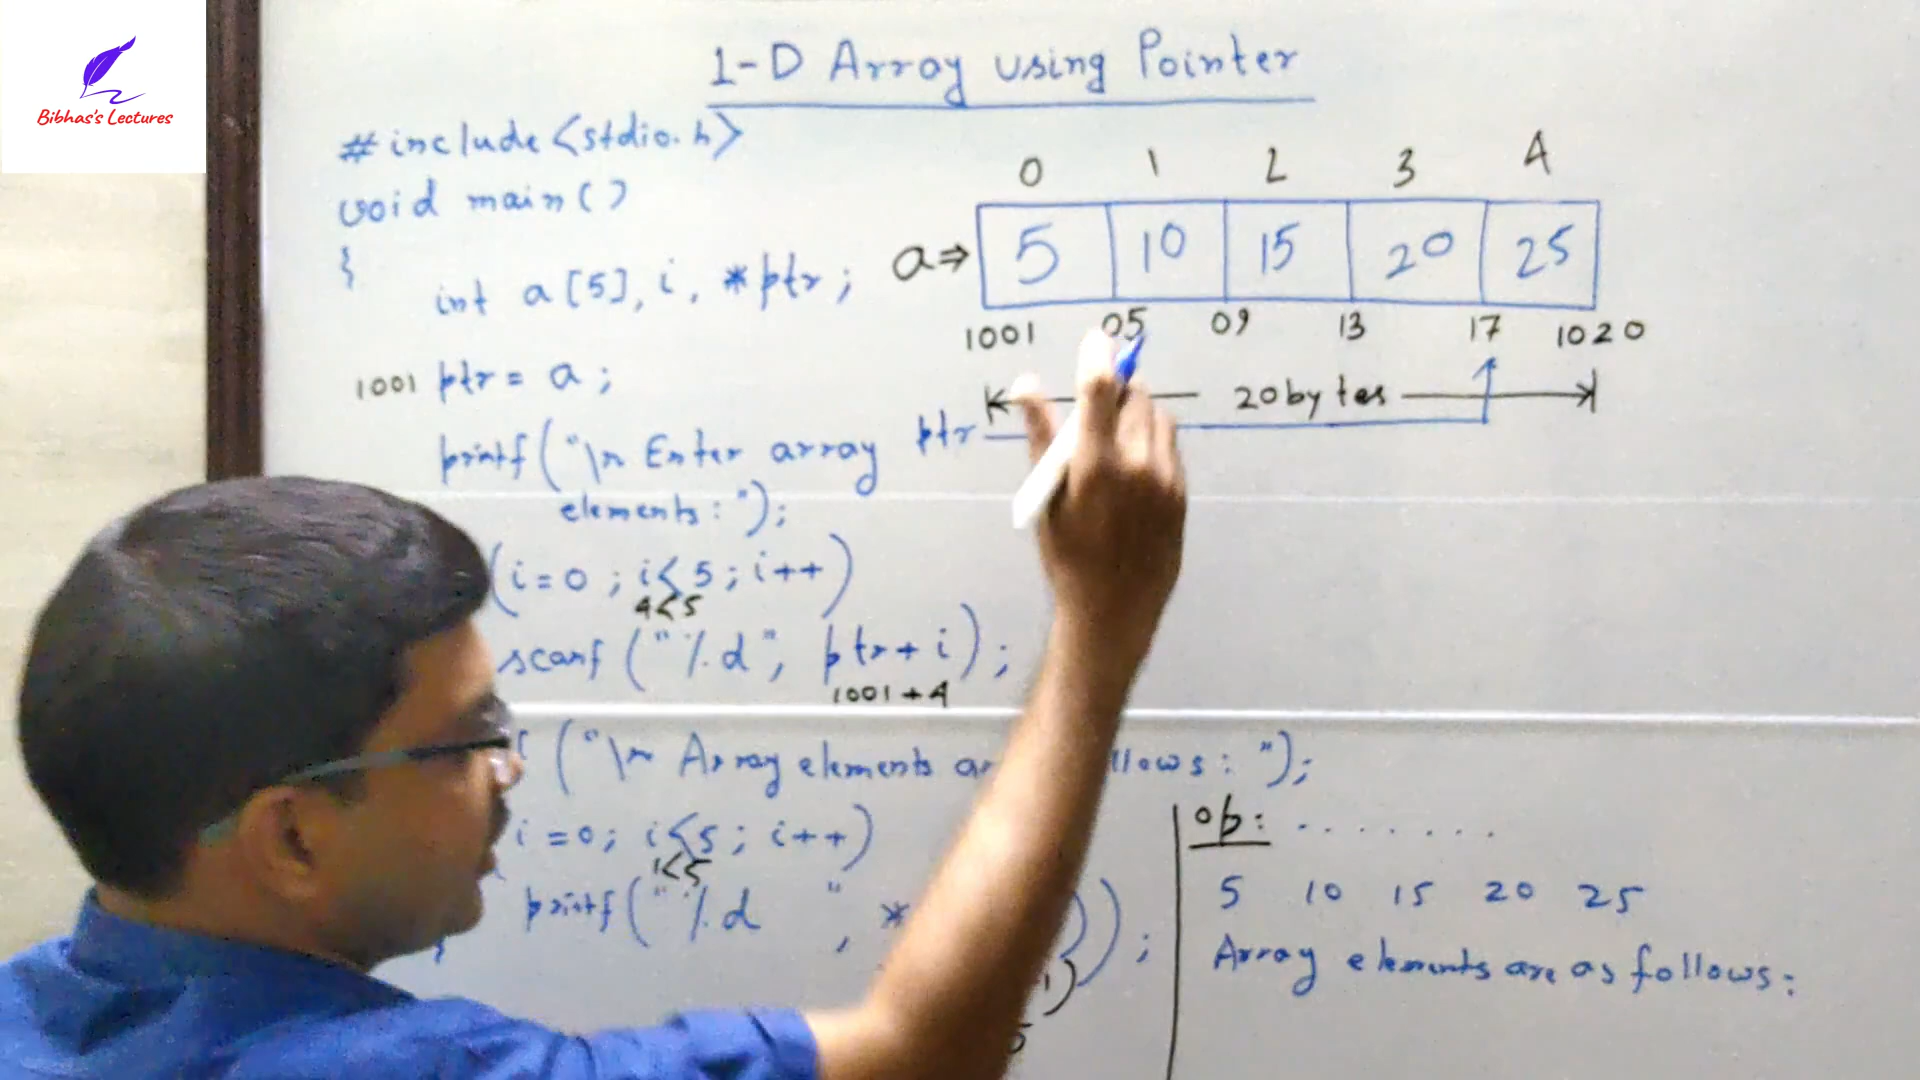 Bibhas's Lectures
1-D Array using Pointer
#include<stdio.h>
void main()
{
int a[5], i, *ptr;
1001 ptr = a;
printf("\n Enter array
elements:");
(i=0; i<5; i++)
4<5
scanf("%d", ptr+i);
1001+4
("\n Array elements
llows: ");
i=0; i<5; i++)
1<5
printf("%d ", *
));
0 1 2 3 4
a⇒ 5 10 15 20 25
1001 05 09 13 17 1020
20bytes
ptr
op: .......
5 10 15 20 25
Array elements are as follows: